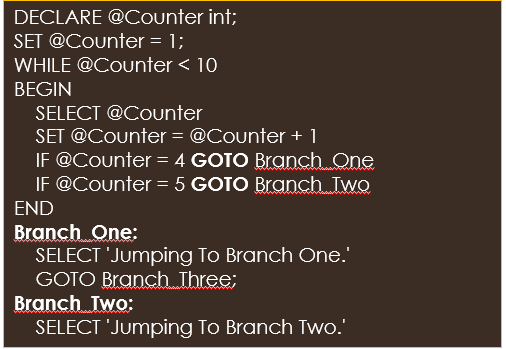 DECLARE @Counter int;
SET @Counter = 1;
WHILE @Counter < 10
BEGIN
SELECT @Counter
SET @Counter = @Counter + 1
IF @Counter = 4 GOTO Branch_One
IF @Counter = 5 GOTO Branch_Two
END
Branch_One:
SELECT 'Jumping To Branch One.'
GOTO Branch_Three;
Branch_Two:
SELECT 'Jumping To Branch Two.'